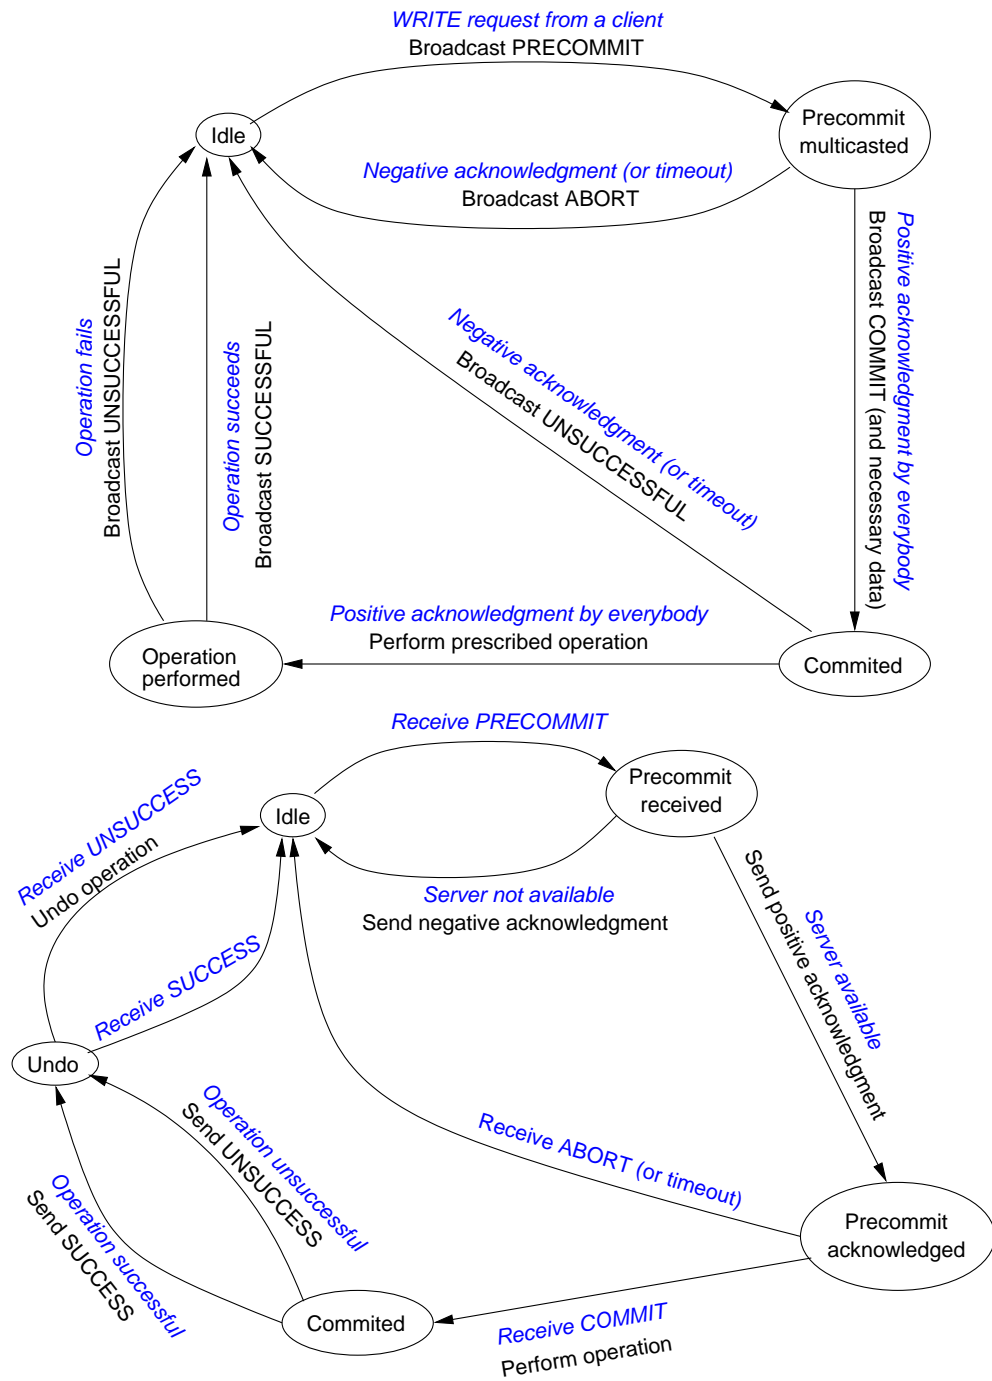 WRITE request from a client
Broadcast PRECOMMIT
Idle
Precommit
multicasted
Negative acknowledgment (or timeout)
Broadcast ABORT
Positive acknowledgment by everybody
Broadcast COMMIT (and necessary data)
Operation fails
Broadcast UNSUCCESSFUL
Operation succeeds
Broadcast SUCCESSFUL
Negative acknowledgment (or timeout)
Broadcast UNSUCCESSFUL
Positive acknowledgment by everybody
Perform prescribed operation
Operation
performed
Commited
Receive PRECOMMIT
Idle
Precommit
received
Receive UNSUCCESS
Undo operation
Server not available
Send negative acknowledgment
Receive SUCCESS
Server available
Send positive acknowledgment
Undo
Operation unsuccessful
Send UNSUCCESS
Receive ABORT (or timeout)
Operation successful
Send SUCCESS
Precommit
acknowledged
Commited
Receive COMMIT
Perform operation